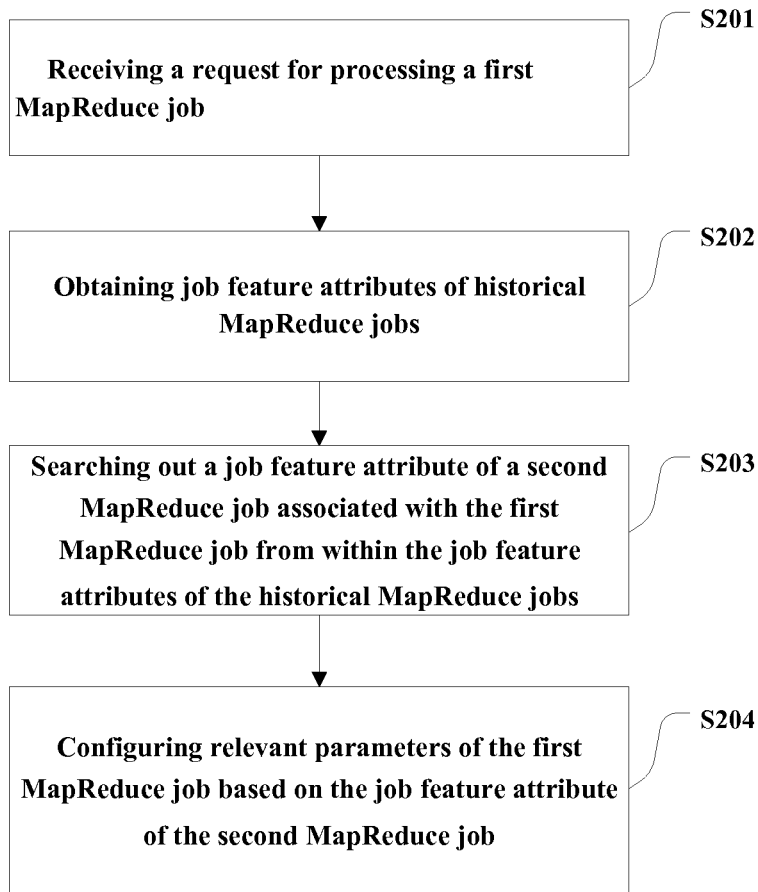 S201
Receiving a request for processing a first
MapReduce job
S202
Obtaining job feature attributes of historical
MapReduce jobs
S203
Searching out a job feature attribute of a second
MapReduce job associated with the first
MapReduce job from within the job feature
attributes of the historical MapReduce jobs
S204
Configuring relevant parameters of the first
MapReduce job based on the job feature attribute
of the second MapReduce job